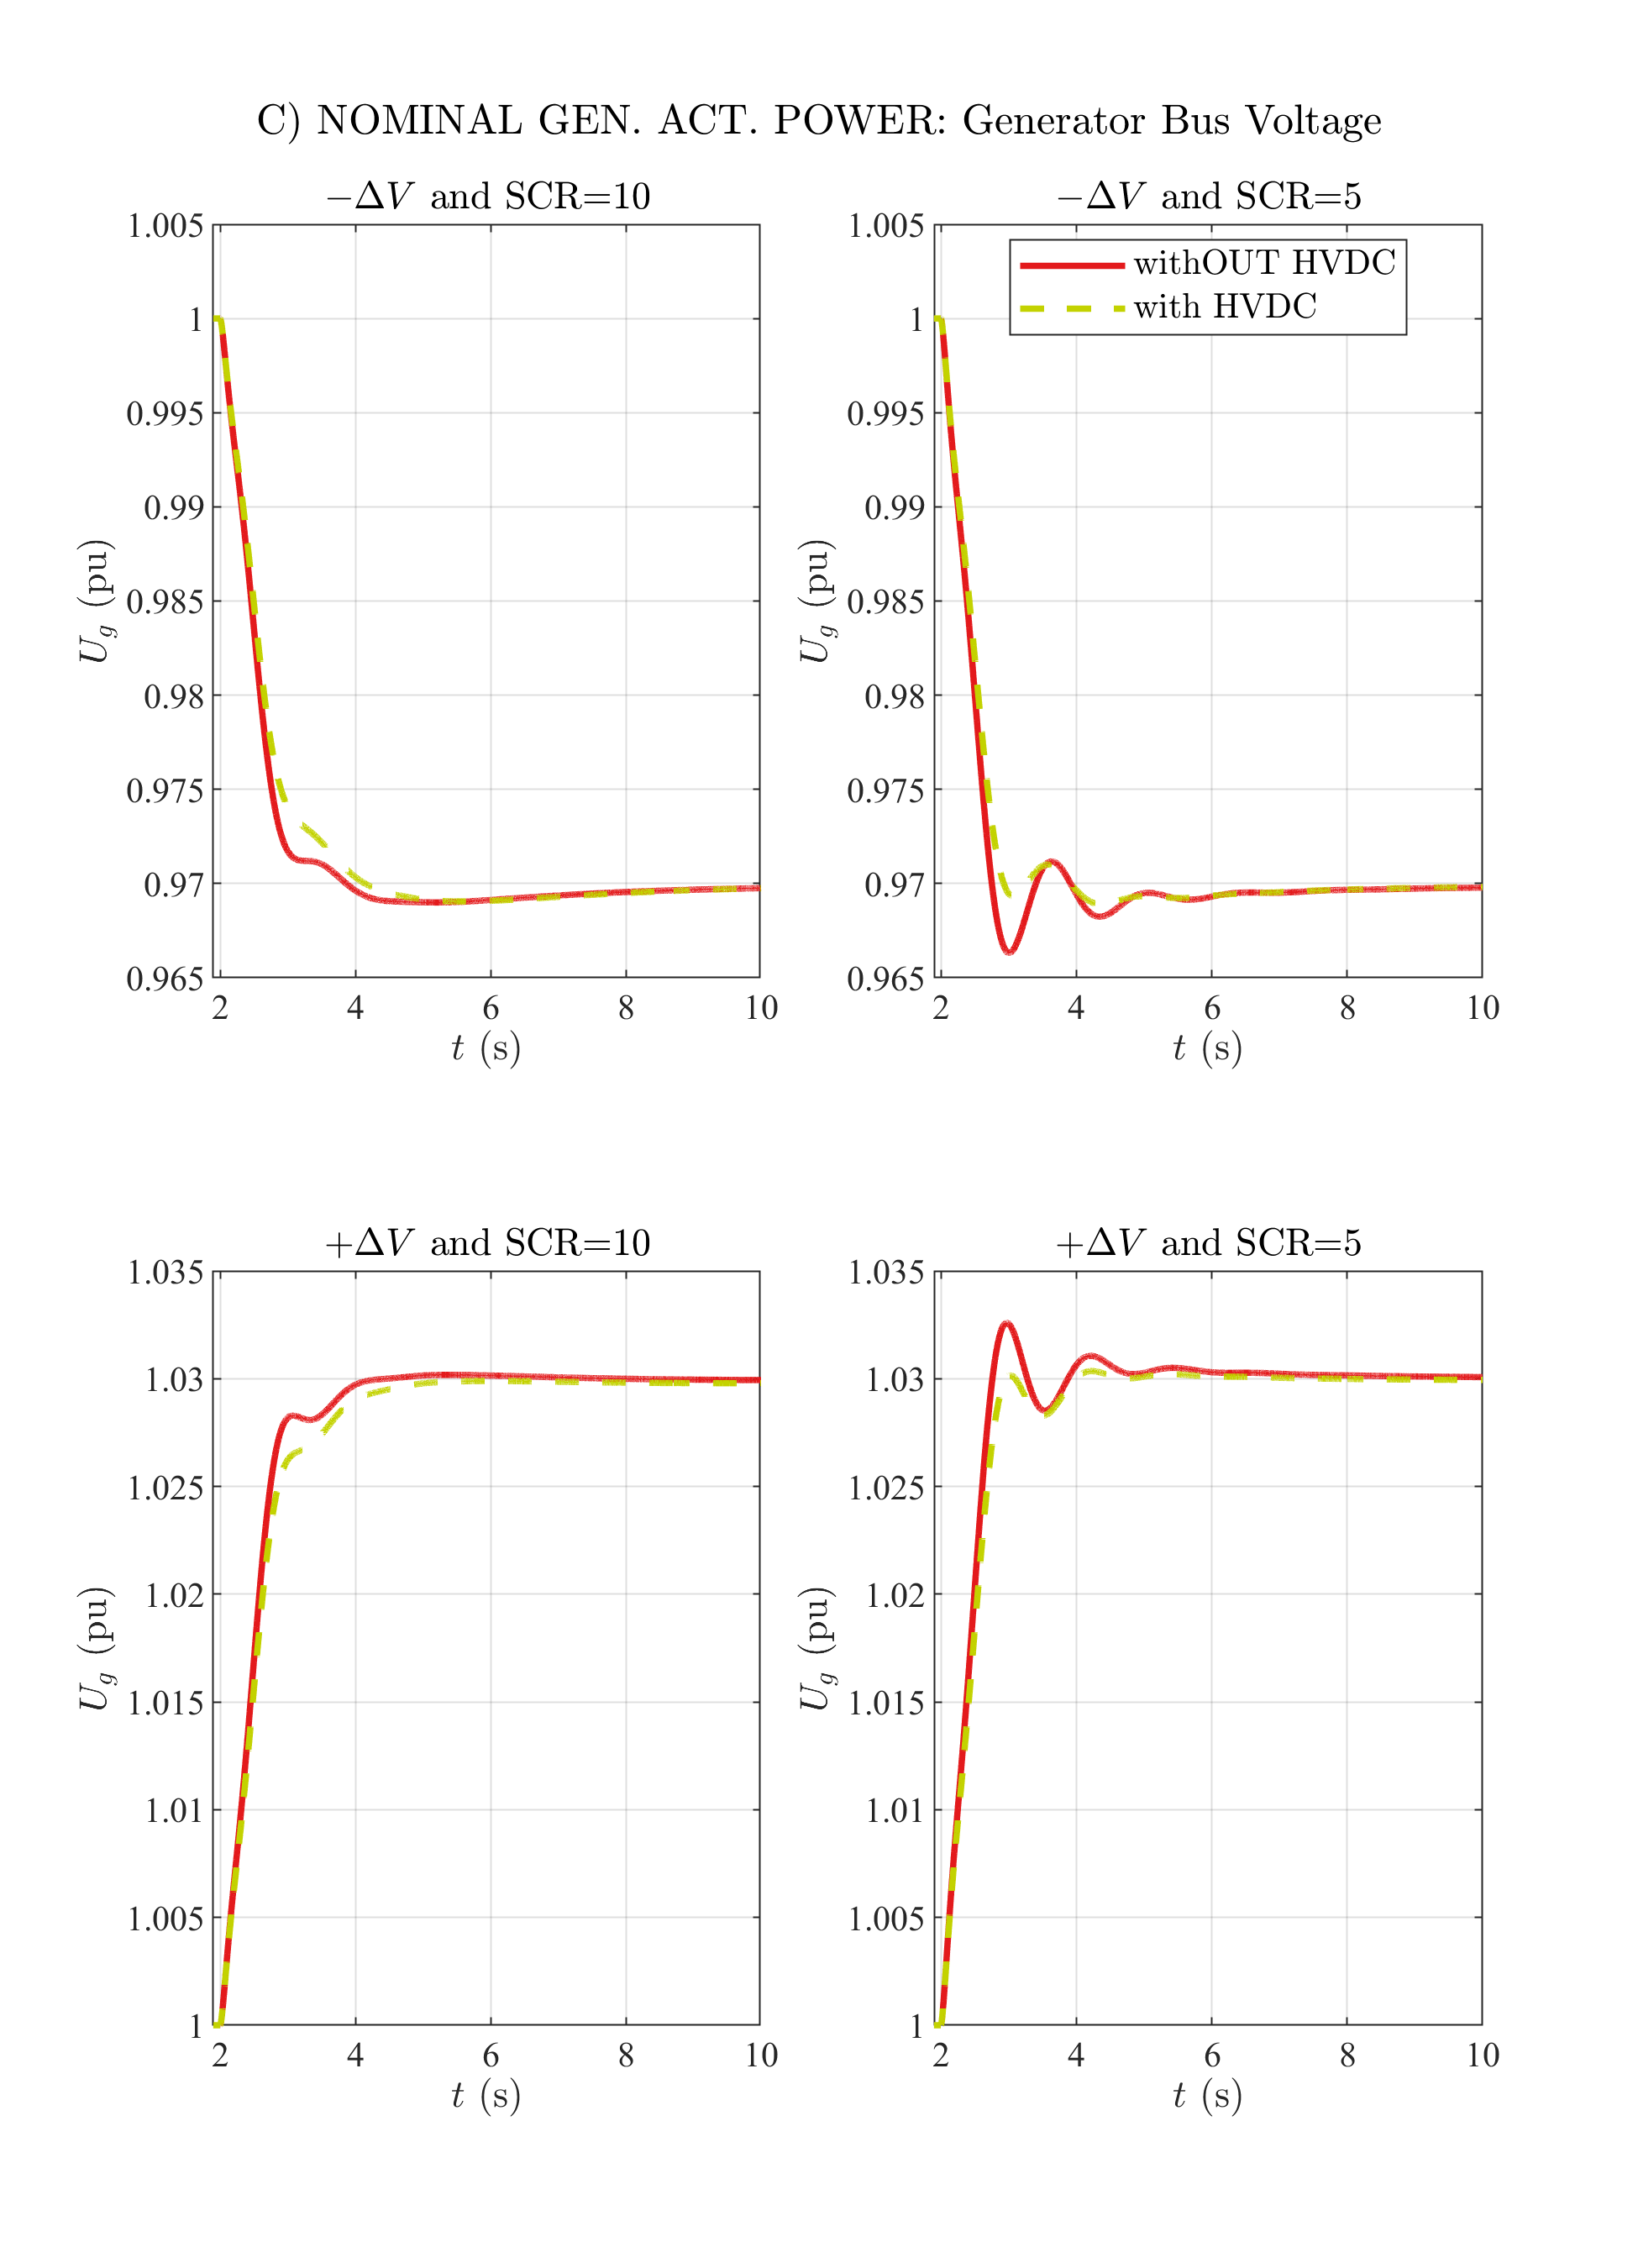 C) NOMINAL GEN. ACT. POWER: Generator Bus Voltage
−ΔV and SCR=10
1.005
1
0.995
0.99
0.985
0.98
0.975
0.97
0.965
U_g (pu)
2 4 6 8 10
t (s)
−ΔV and SCR=5
1.005
1
0.995
0.99
0.985
0.98
0.975
0.97
0.965
U_g (pu)
withOUT HVDC
with HVDC
2 4 6 8 10
t (s)
+ΔV and SCR=10
1.035
1.03
1.025
1.02
1.015
1.01
1.005
1
U_g (pu)
2 4 6 8 10
t (s)
+ΔV and SCR=5
1.035
1.03
1.025
1.02
1.015
1.01
1.005
1
U_g (pu)
2 4 6 8 10
t (s)